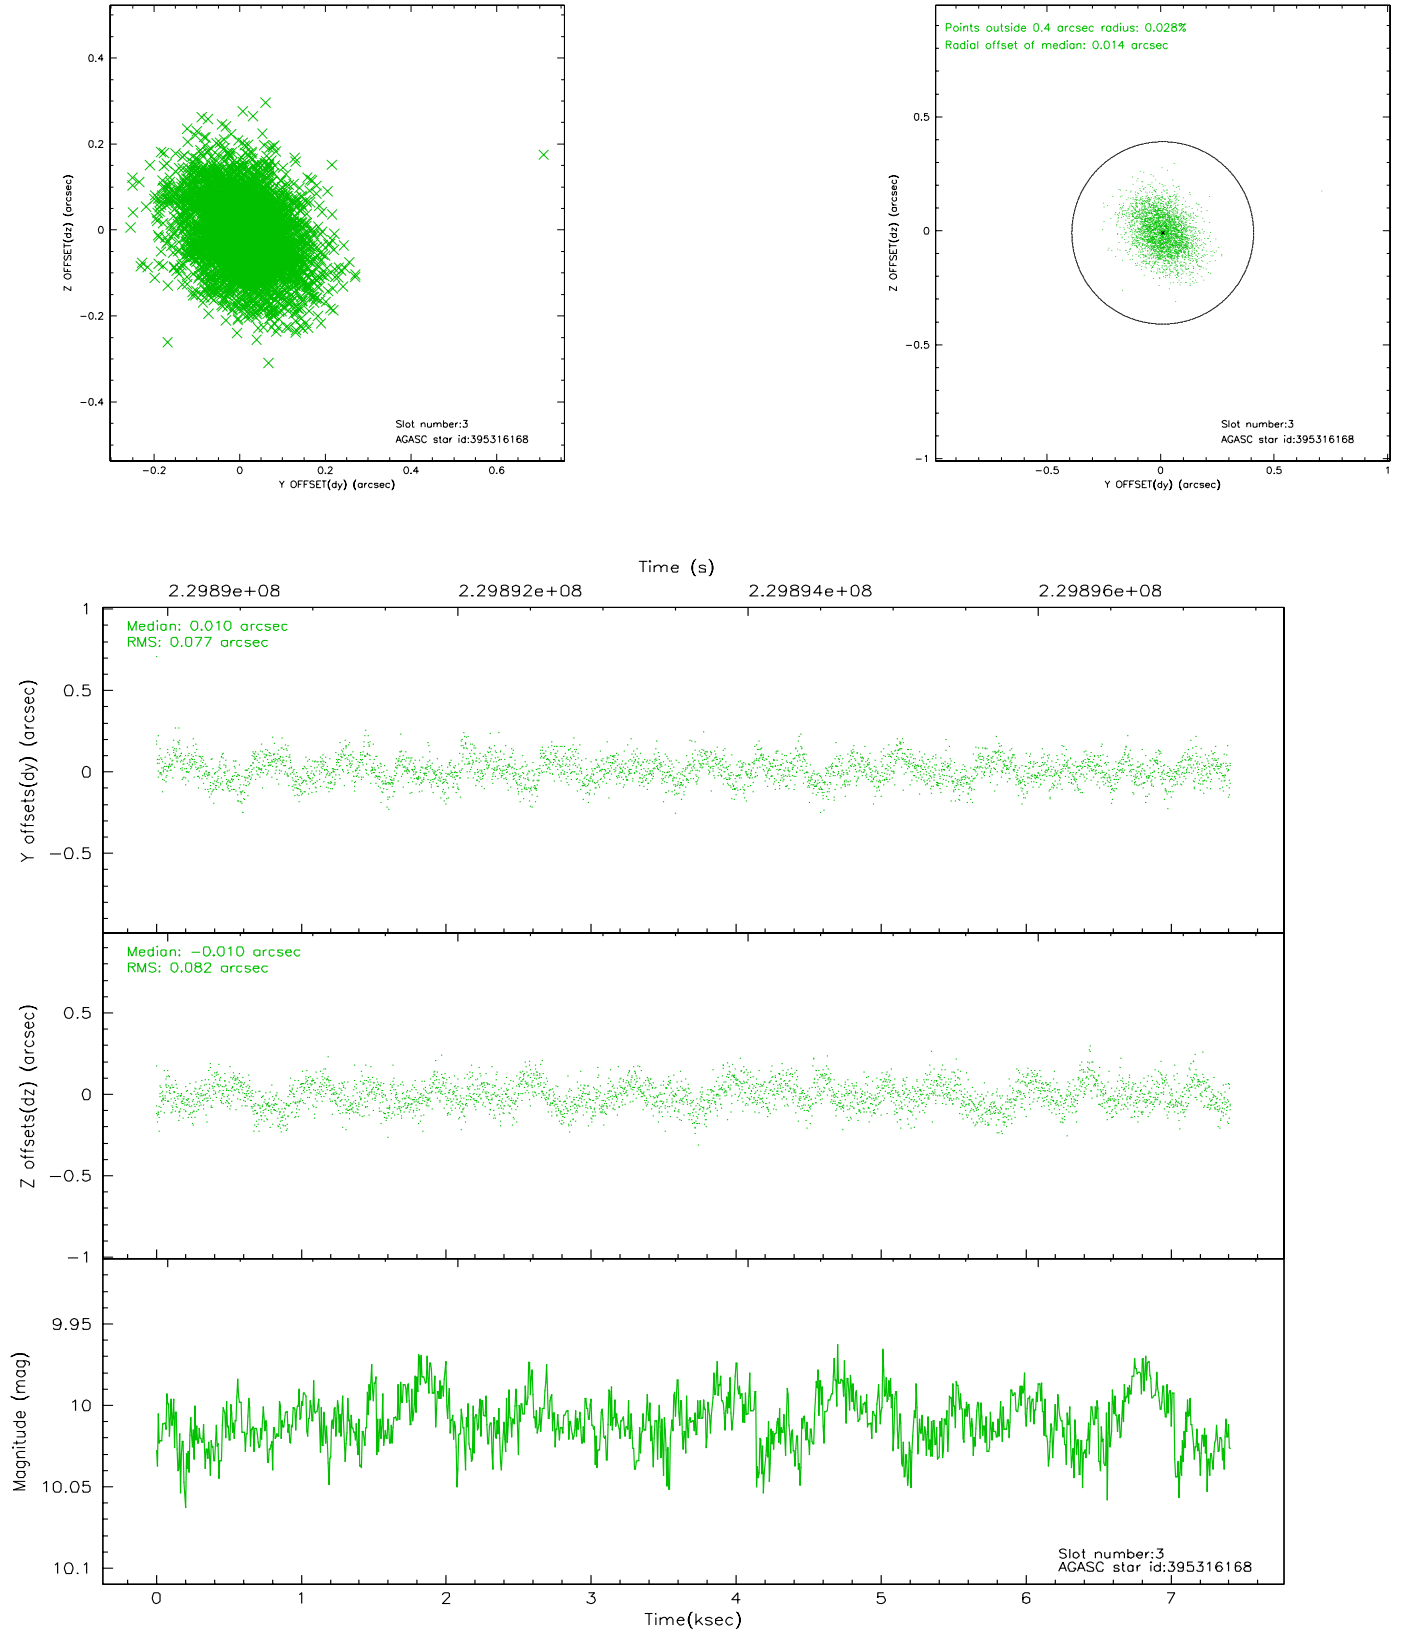 0.4
0.2
0
−0.2
−0.4
Z OFFSET(dz) (arcsec)
−0.2 0 0.2 0.4 0.6
Y OFFSET(dy) (arcsec)
Slot number:3
AGASC star id:395316168
Points outside 0.4 arcsec radius: 0.028%
Radial offset of median: 0.014 arcsec
0.5
0
−0.5
−1
Z OFFSET(dz) (arcsec)
−0.5 0 0.5 1
Y OFFSET(dy) (arcsec)
Slot number:3
AGASC star id:395316168
Time (s)
2.2989e+08 2.29892e+08 2.29894e+08 2.29896e+08
Median: 0.010 arcsec
RMS: 0.077 arcsec
1
0.5
0
−0.5
Y offsets(dy) (arcsec)
Median: −0.010 arcsec
RMS: 0.082 arcsec
0.5
0
−0.5
−1
Z offsets(dz) (arcsec)
9.95
10
10.05
10.1
Magnitude (mag)
Slot number:3
AGASC star id:395316168
0 1 2 3 4 5 6 7
Time(ksec)